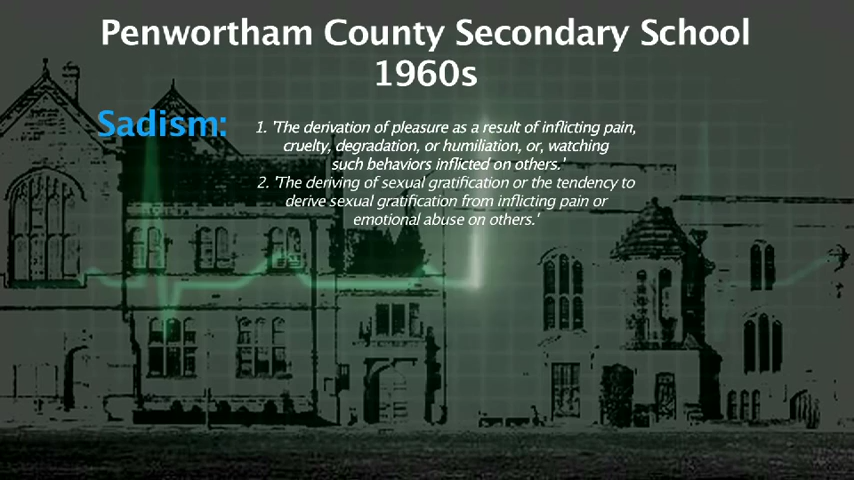 Penwortham County Secondary School
1960s
Sadism:
1. 'The derivation of pleasure as a result of inflicting pain,
cruelty, degradation, or humiliation, or, watching
such behaviors inflicted on others.'
2. 'The deriving of sexual gratification or the tendency to
derive sexual gratification from inflicting pain or
emotional abuse on others.'